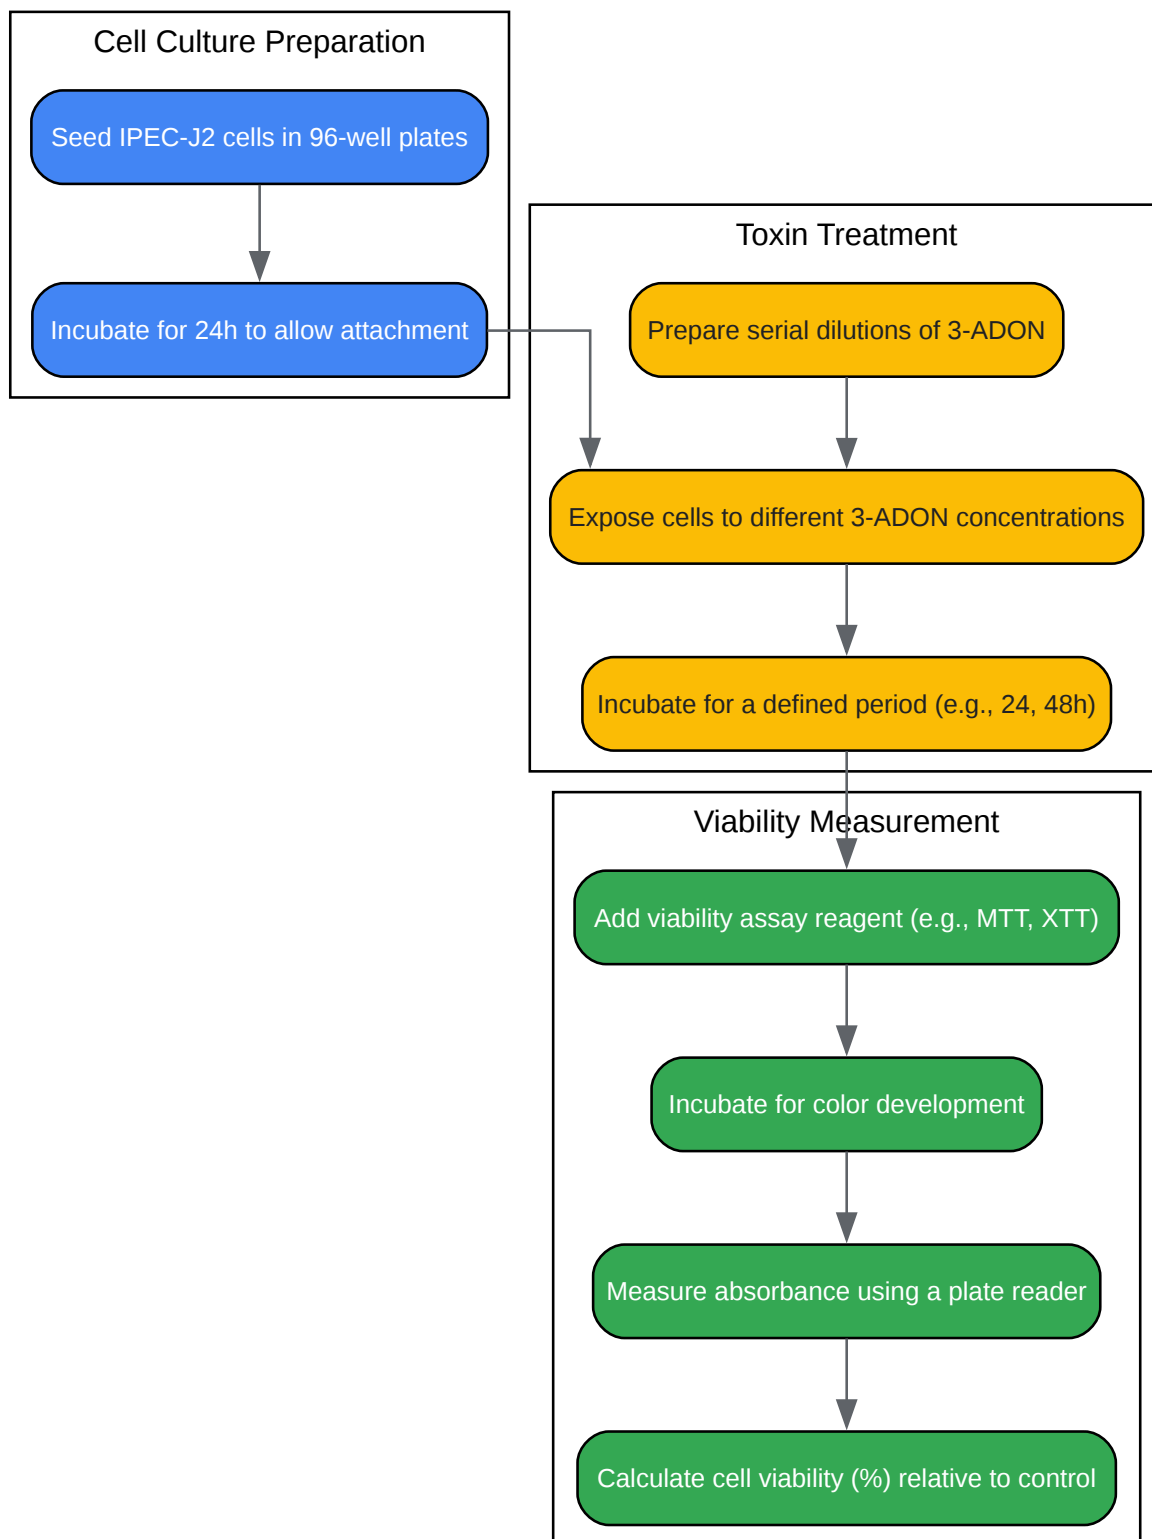 Cell Culture Preparation
Seed IPEC-J2 cells in 96-well plates
Incubate for 24h to allow attachment
Toxin Treatment
Prepare serial dilutions of 3-ADON
Expose cells to different 3-ADON concentrations
Incubate for a defined period (e.g., 24, 48h)
Viability Measurement
Add viability assay reagent (e.g., MTT, XTT)
Incubate for color development
Measure absorbance using a plate reader
Calculate cell viability (%) relative to control